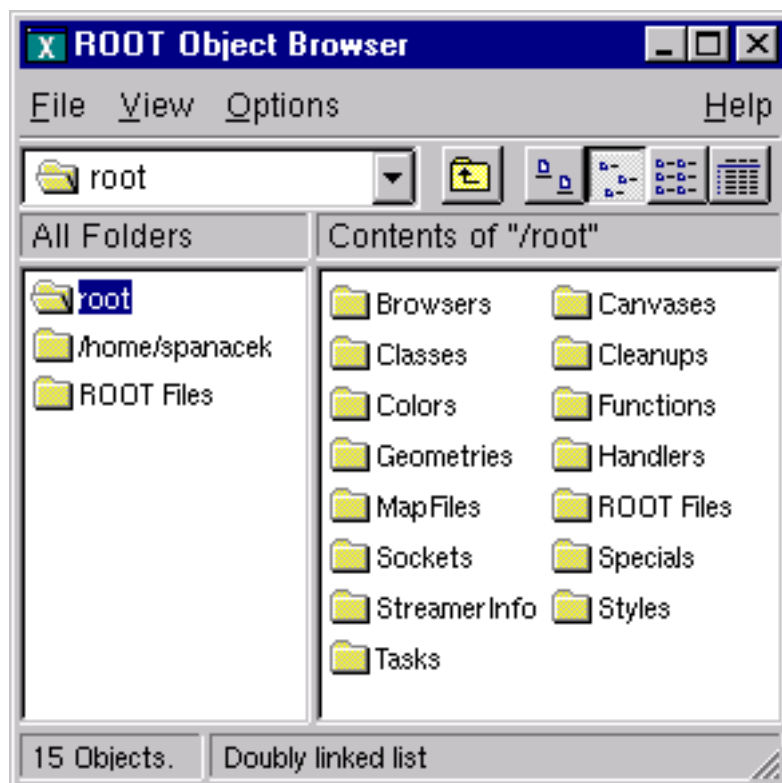 X ROOT Object Browser
File View Options Help
root
All Folders Contents of "/root"
root
/home/spanacek
ROOT Files
Browsers Canvases
Classes Cleanups
Colors Functions
Geometries Handlers
MapFiles ROOT Files
Sockets Specials
StreamerInfo Styles
Tasks
15 Objects. Doubly linked list